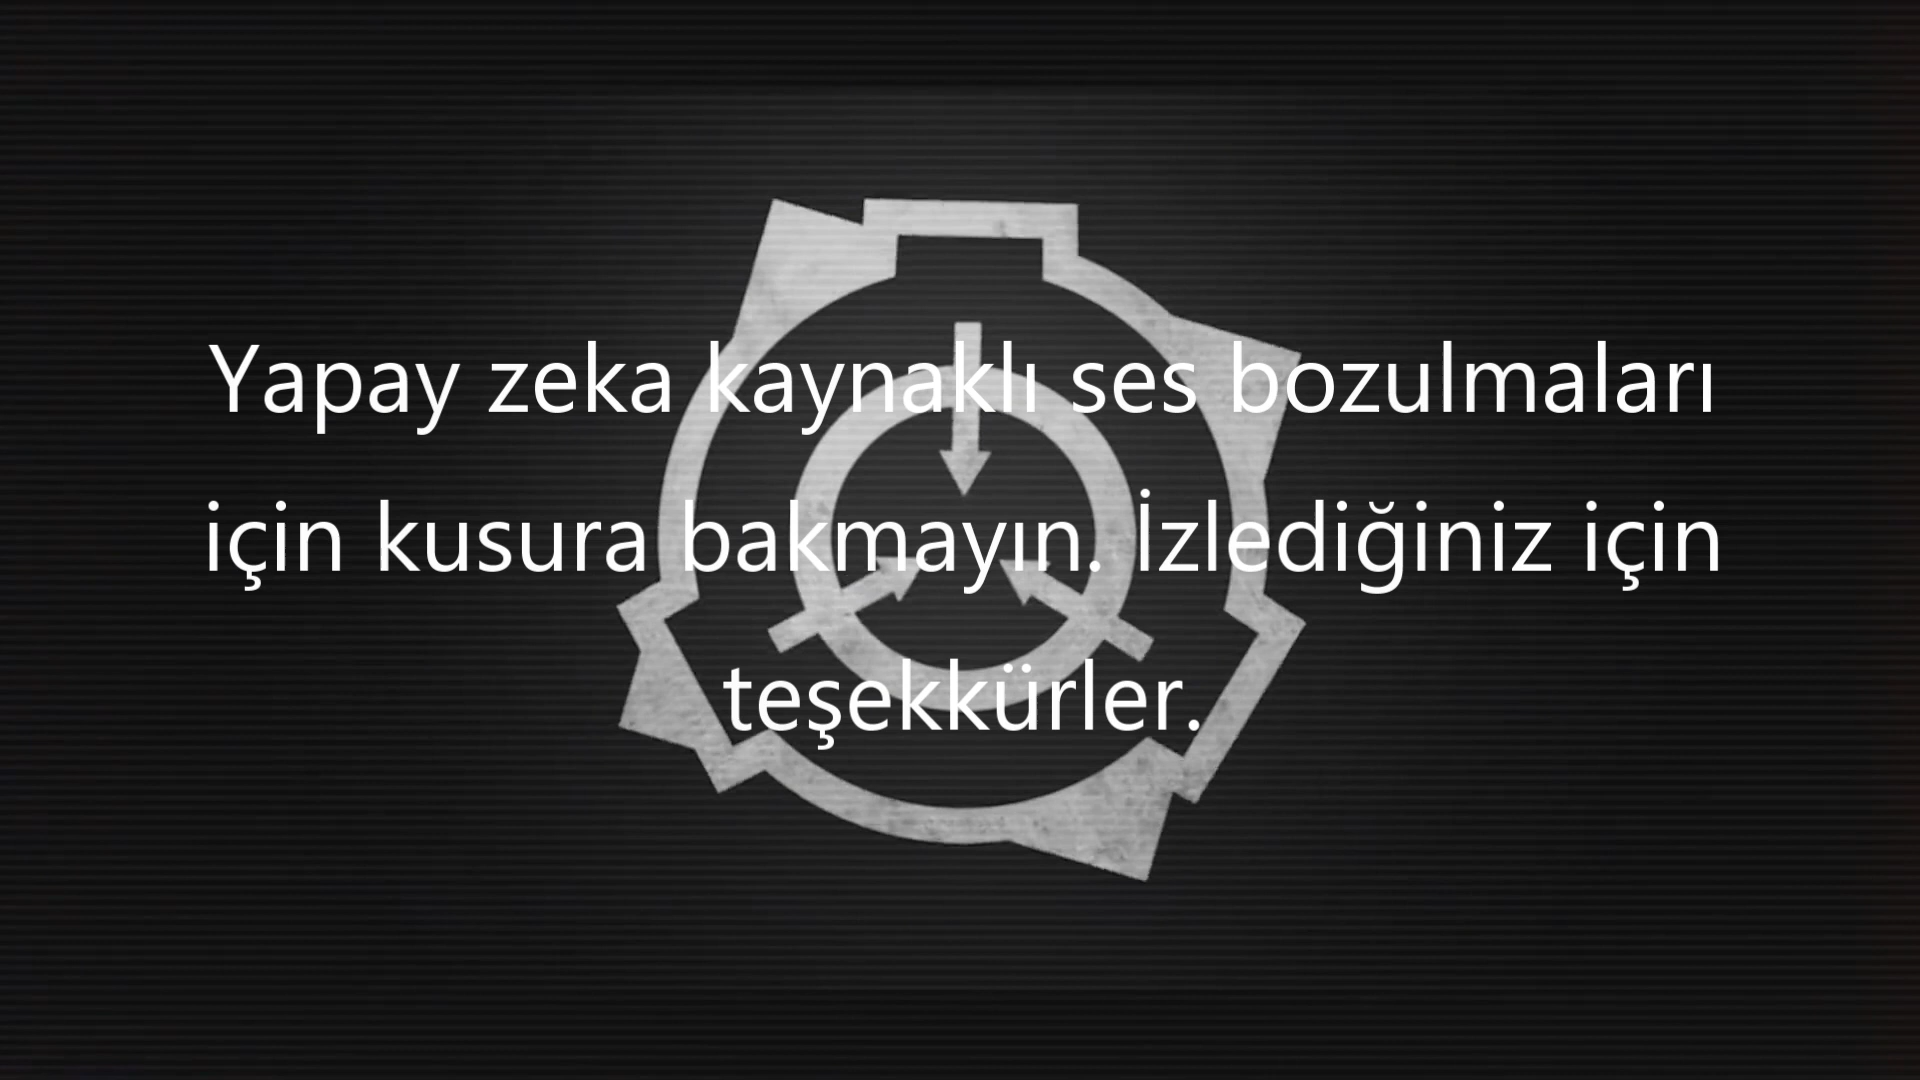 Yapay zeka kaynaklı ses bozulmaları
için kusura bakmayın. İzlediğiniz için
teşekkürler.